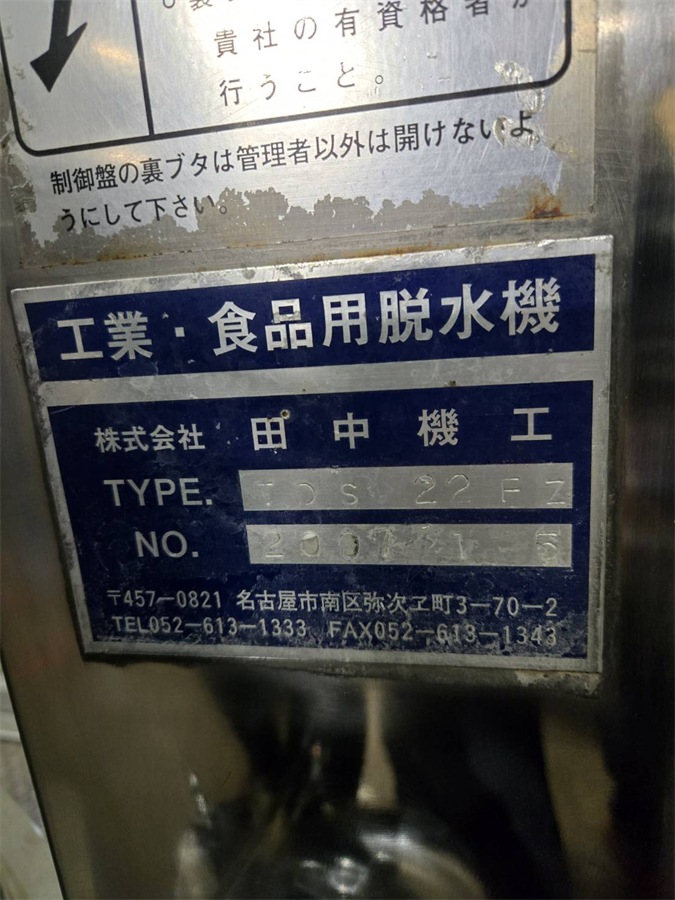 貴社の有資格者が
行うこと。
制御盤の裏ブタは管理者以外は開けないよ
うにして下さい。
工業・食品用脱水機
株式会社 田中機工
TYPE. TDS 22FZ
NO.
〒457-0821 名古屋市南区弥次ヱ町3-70-2
TEL052-613-1333 FAX052-613-1343